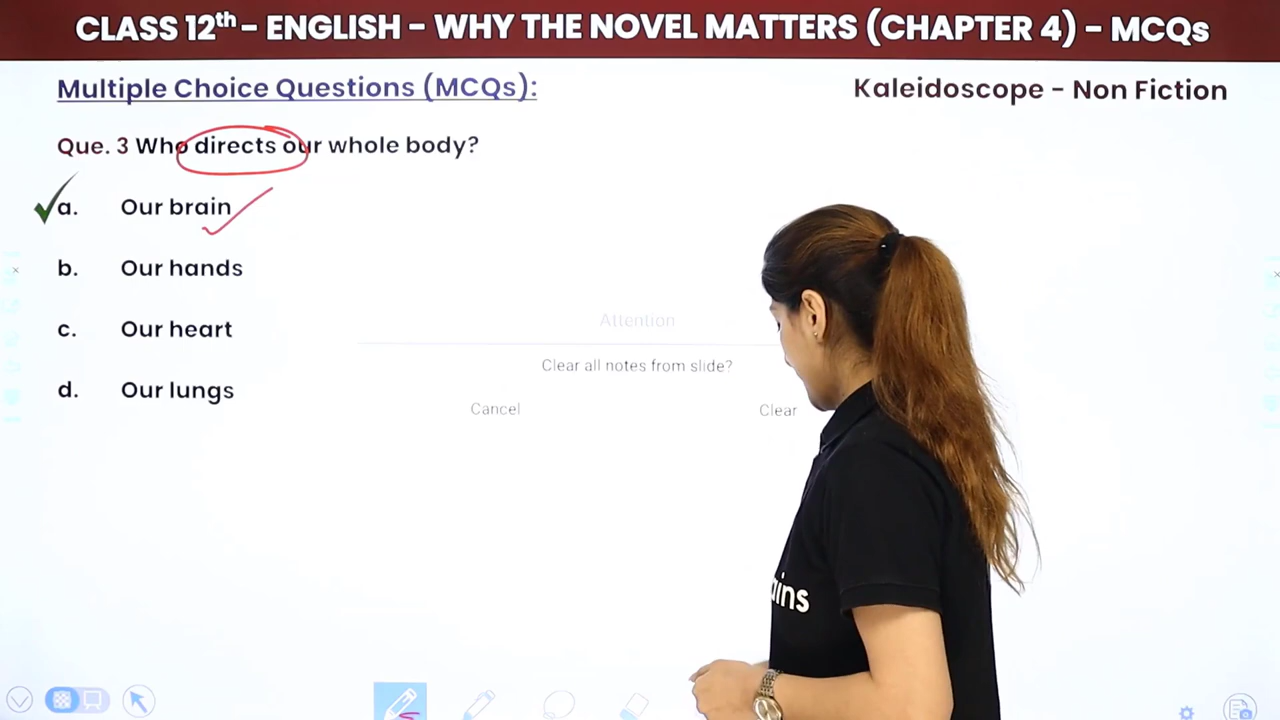 CLASS 12th - ENGLISH - WHY THE NOVEL MATTERS (CHAPTER 4) - MCQs
Multiple Choice Questions (MCQs):
Kaleidoscope - Non Fiction
Que. 3 Who directs our whole body?
a. Our brain
b. Our hands
c. Our heart
d. Our lungs
Attention
Clear all notes from slide?
Cancel
Clear